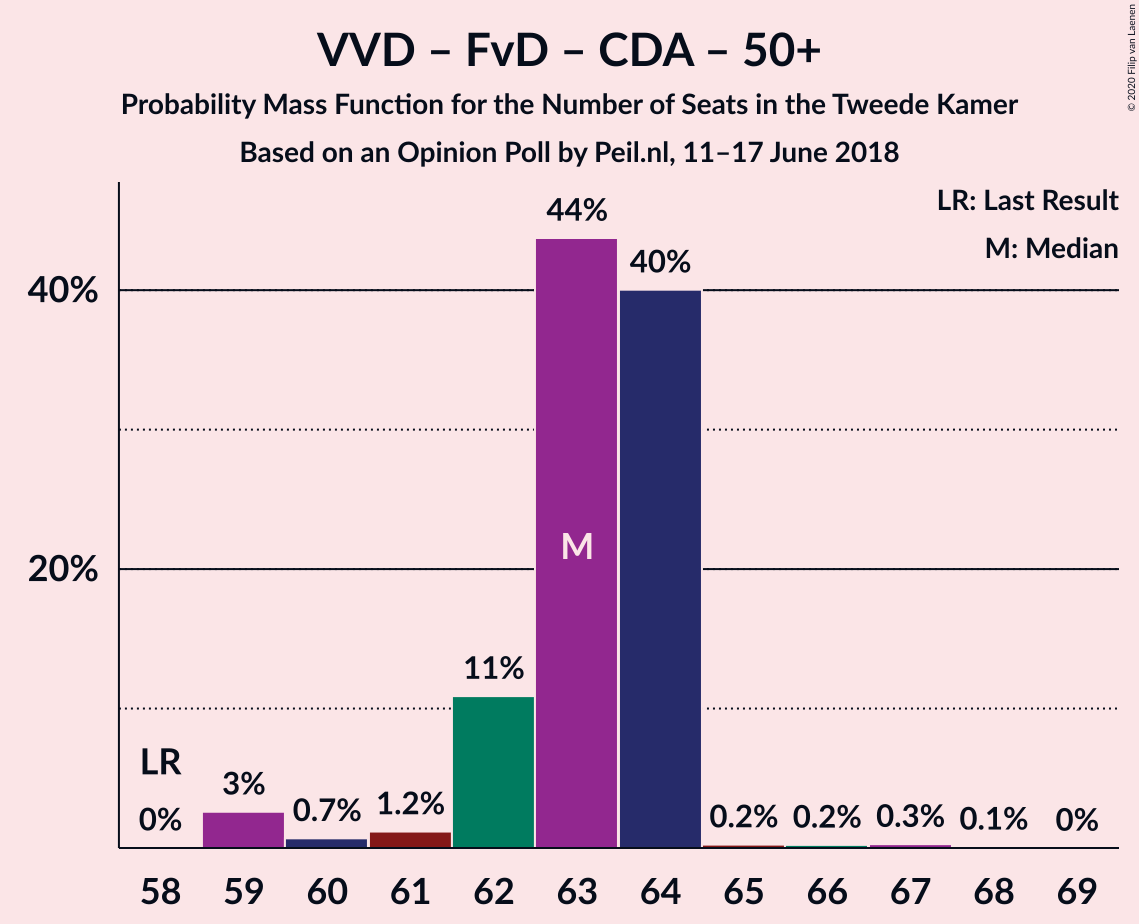 VVD – FvD – CDA – 50+
Probability Mass Function for the Number of Seats in the Tweede Kamer
Based on an Opinion Poll by Peil.nl, 11–17 June 2018
© 2020 Filip van Laenen
LR: Last Result
M: Median
44%
40%
40%
20%
M
11%
LR
3%
0.7%
1.2%
0%
0.2%
0.2%
0.3%
0.1%
0%
58 59 60 61 62 63 64 65 66 67 68 69